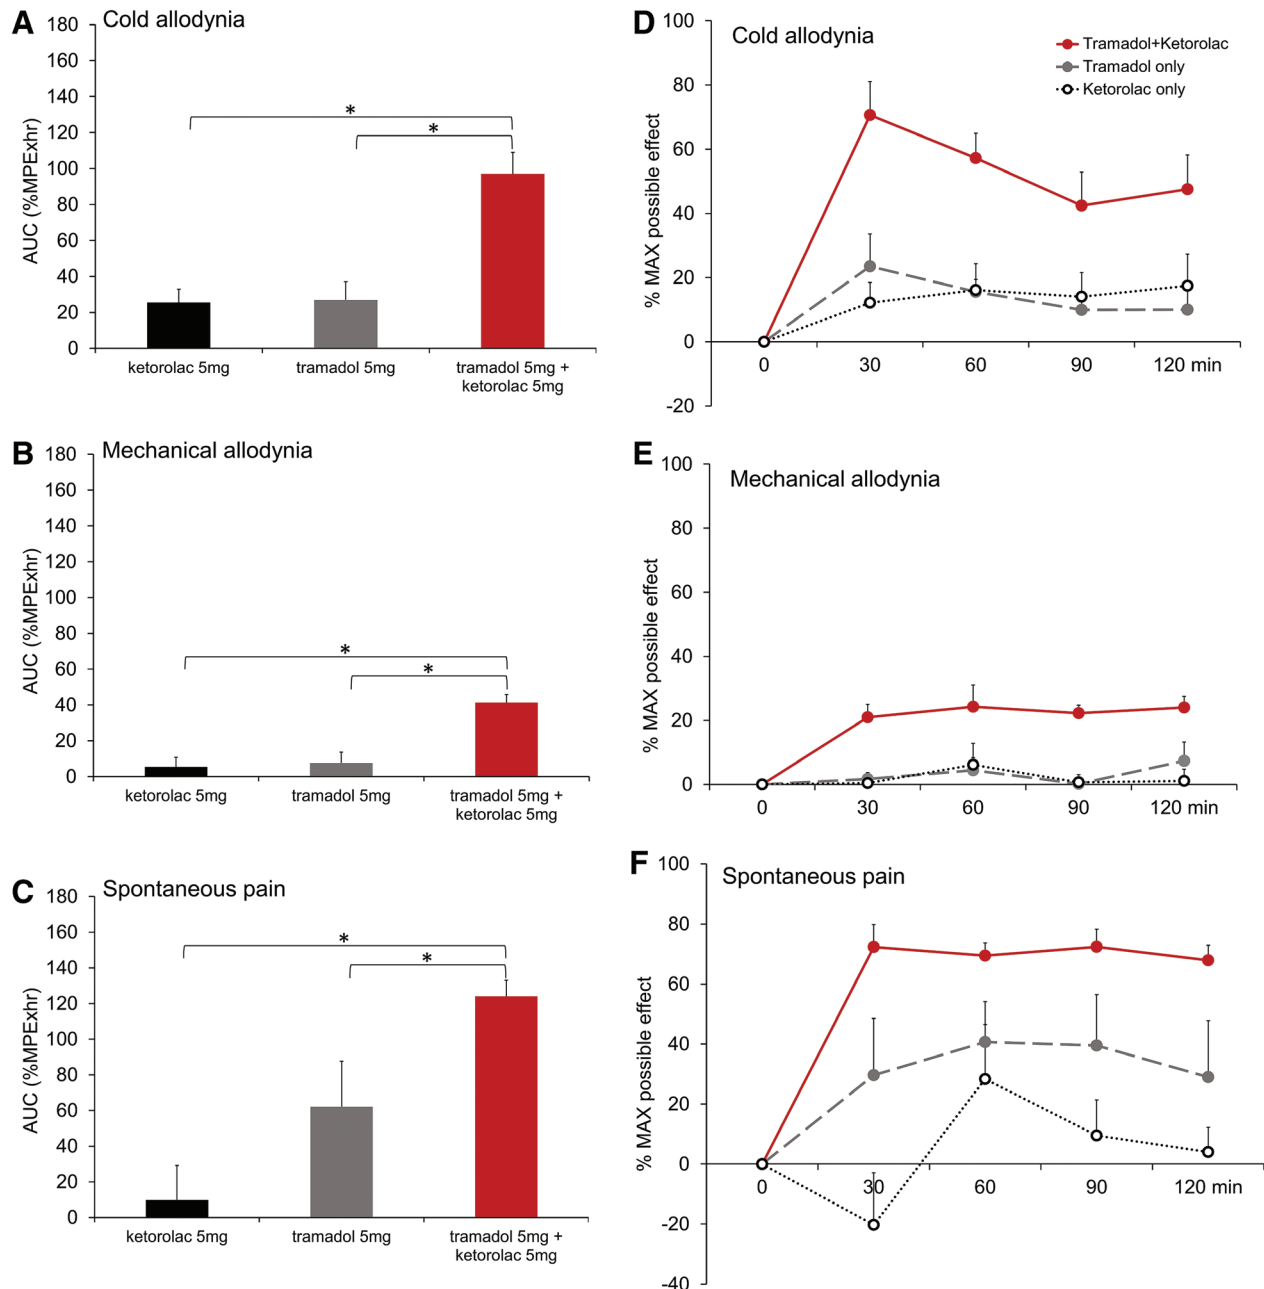 A
Cold allodynia
180
160
140
120
100
80
60
40
20
0
AUC (%MPExhr)
*
*
ketorolac 5mg
tramadol 5mg
tramadol 5mg +
ketorolac 5mg
D
Cold allodynia
100
80
60
40
20
0
-20
% MAX possible effect
Tramadol+Ketorolac
Tramadol only
Ketorolac only
0
30
60
90
120 min
B
Mechanical allodynia
180
160
140
120
100
80
60
40
20
0
AUC (%MPExhr)
*
*
ketorolac 5mg
tramadol 5mg
tramadol 5mg +
ketorolac 5mg
E
Mechanical allodynia
100
80
60
40
20
0
% MAX possible effect
0
30
60
90
120 min
C
Spontaneous pain
180
160
140
120
100
80
60
40
20
0
AUC (%MPExhr)
*
*
ketorolac 5mg
tramadol 5mg
tramadol 5mg +
ketorolac 5mg
F
Spontaneous pain
100
80
60
40
20
0
-20
-40
% MAX possible effect
0
30
60
90
120 min